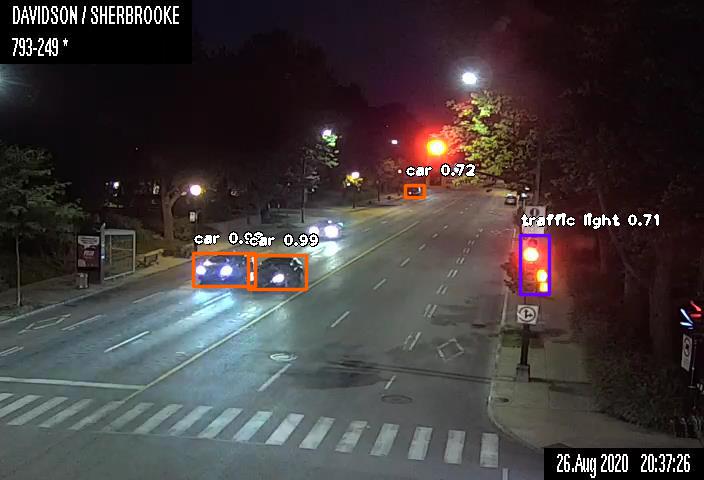 DAVIDSON / SHERBROOKE
793-249 *
car 0.72
car 0.99
traffic light 0.71
26.Aug 2020 20:37:26